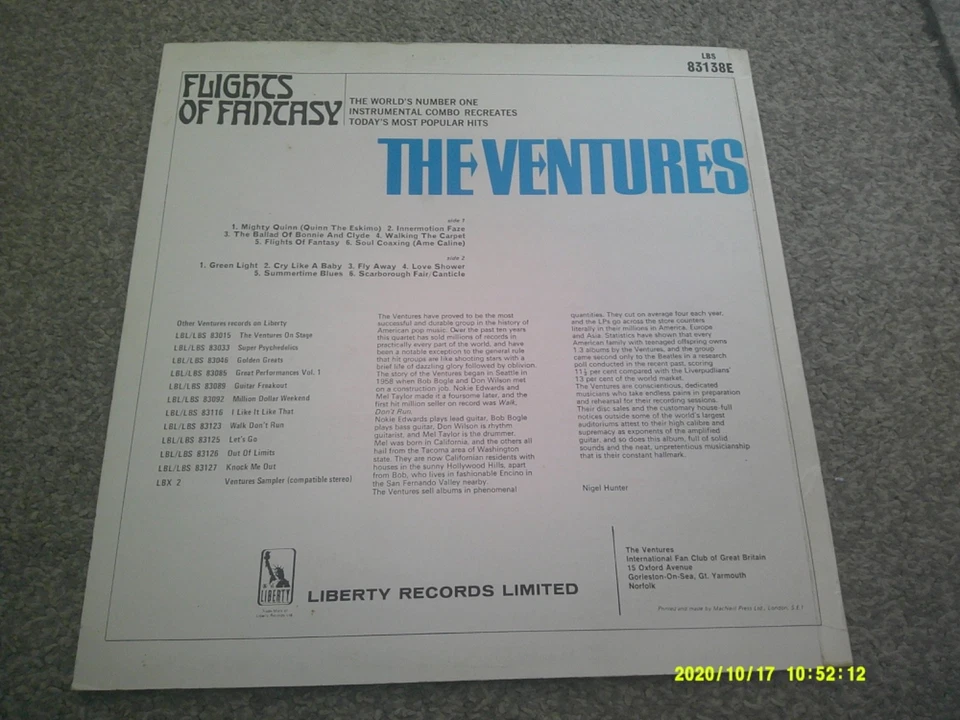 LBS
83138E
FLIGHTS
OF FANTASY
THE WORLD'S NUMBER ONE
INSTRUMENTAL COMBO RECREATES
TODAY'S MOST POPULAR HITS
THE VENTURES
side 1
1. Mighty Quinn (Quinn The Eskimo) 2. Innermotion Faze
3. The Ballad Of Bonnie And Clyde 4. Walking The Carpet
5. Flights Of Fantasy 6. Soul Coaxing (Ame Caline)
side 2
1. Green Light 2. Cry Like A Baby 3. Fly Away 4. Love Shower
5. Summertime Blues 6. Scarborough Fair/Canticle
Other Ventures records on Liberty
LBL/LBS 83015 The Ventures On Stage
LBL/LBS 83033 Super Psychedelics
LBL/LBS 83046 Golden Greats
LBL/LBS 83085 Great Performances Vol. 1
LBL/LBS 83089 Guitar Freakout
LBL/LBS 83092 Million Dollar Weekend
LBL/LBS 83116 I Like It Like That
LBL/LBS 83123 Walk Don't Run
LBL/LBS 83125 Let's Go
LBL/LBS 83126 Out Of Limits
LBL/LBS 83127 Knock Me Out
LBX 2 Ventures Sampler (compatible stereo)
The Ventures have proved to be the most
successful and durable group in the history of
American pop music. Over the past ten years
this quartet has sold millions of records in
practically every part of the world, and have
been a notable exception to the general rule
that hit groups are like shooting stars with a
brief life of dazzling glory followed by oblivion.
The story of the Ventures began in Seattle in
1958 when Bob Bogle and Don Wilson met
on a construction job. Nokie Edwards and
Mel Taylor made it a foursome later, and the
first hit million seller on record was Walk,
Don't Run.
Nokie Edwards plays lead guitar, Bob Bogle
plays bass guitar, Don Wilson is rhythm
guitarist, and Mel Taylor is the drummer.
Mel was born in California, and the others all
hail from the Tacoma area of Washington
state. They are now Californian residents with
houses in the sunny Hollywood Hills, apart
from Bob, who lives in fashionable Encino in
the San Fernando Valley nearby.
The Ventures sell albums in phenomenal
quantities. They cut on average four each year,
and the LPs go across the store counters
literally in their millions in America, Europe
and Asia. Statistics have shown that every
American family with teenaged offspring owns
1.3 albums by the Ventures, and the group
came second only to the Beatles in a research
poll conducted in the recent past, scoring
11½ per cent compared with the Liverpudlians'
13 per cent of the world market.
The Ventures are conscientious, dedicated
musicians who take endless pains in preparation
and rehearsal for their recording sessions.
Their disc sales and the customary house-full
notices outside some of the world's largest
auditoriums attest to their high calibre and
supremacy as exponents of the amplified
guitar, and so does this album, full of solid
sounds and the neat, unpretentious musicianship
that is their constant hallmark.
Nigel Hunter
LIBERTY
LIBERTY RECORDS LIMITED
The Ventures
International Fan Club of Great Britain
15 Oxford Avenue
Gorleston-On-Sea, Gt. Yarmouth
Norfolk
Printed and made by MacNeill Press Ltd., London, S.E.1
2020/10/17 10:52:12